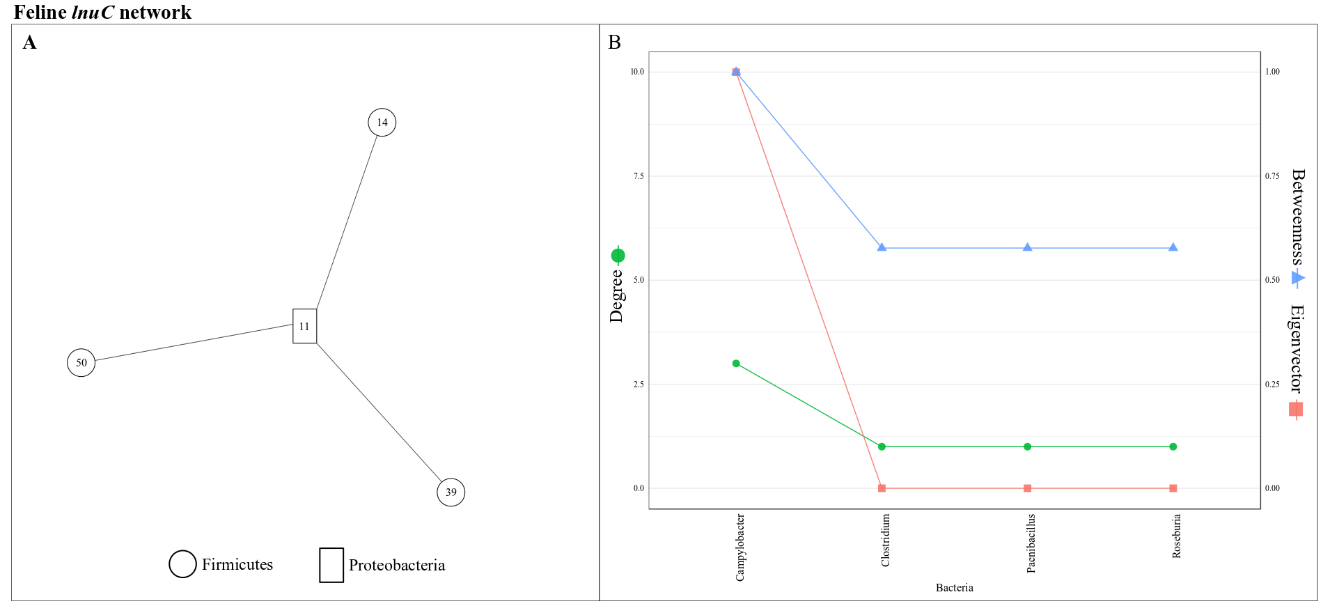 Feline lnuC network
A
14
11
50
39
Firmicutes
Proteobacteria
B
10.0
7.5
5.0
2.5
0.0
Degree
1.00
0.75
0.50
0.25
0.00
Betweenness
Eigenvector
Campylobacter
Clostridium
Paenibacillus
Roseburia
Bacteria